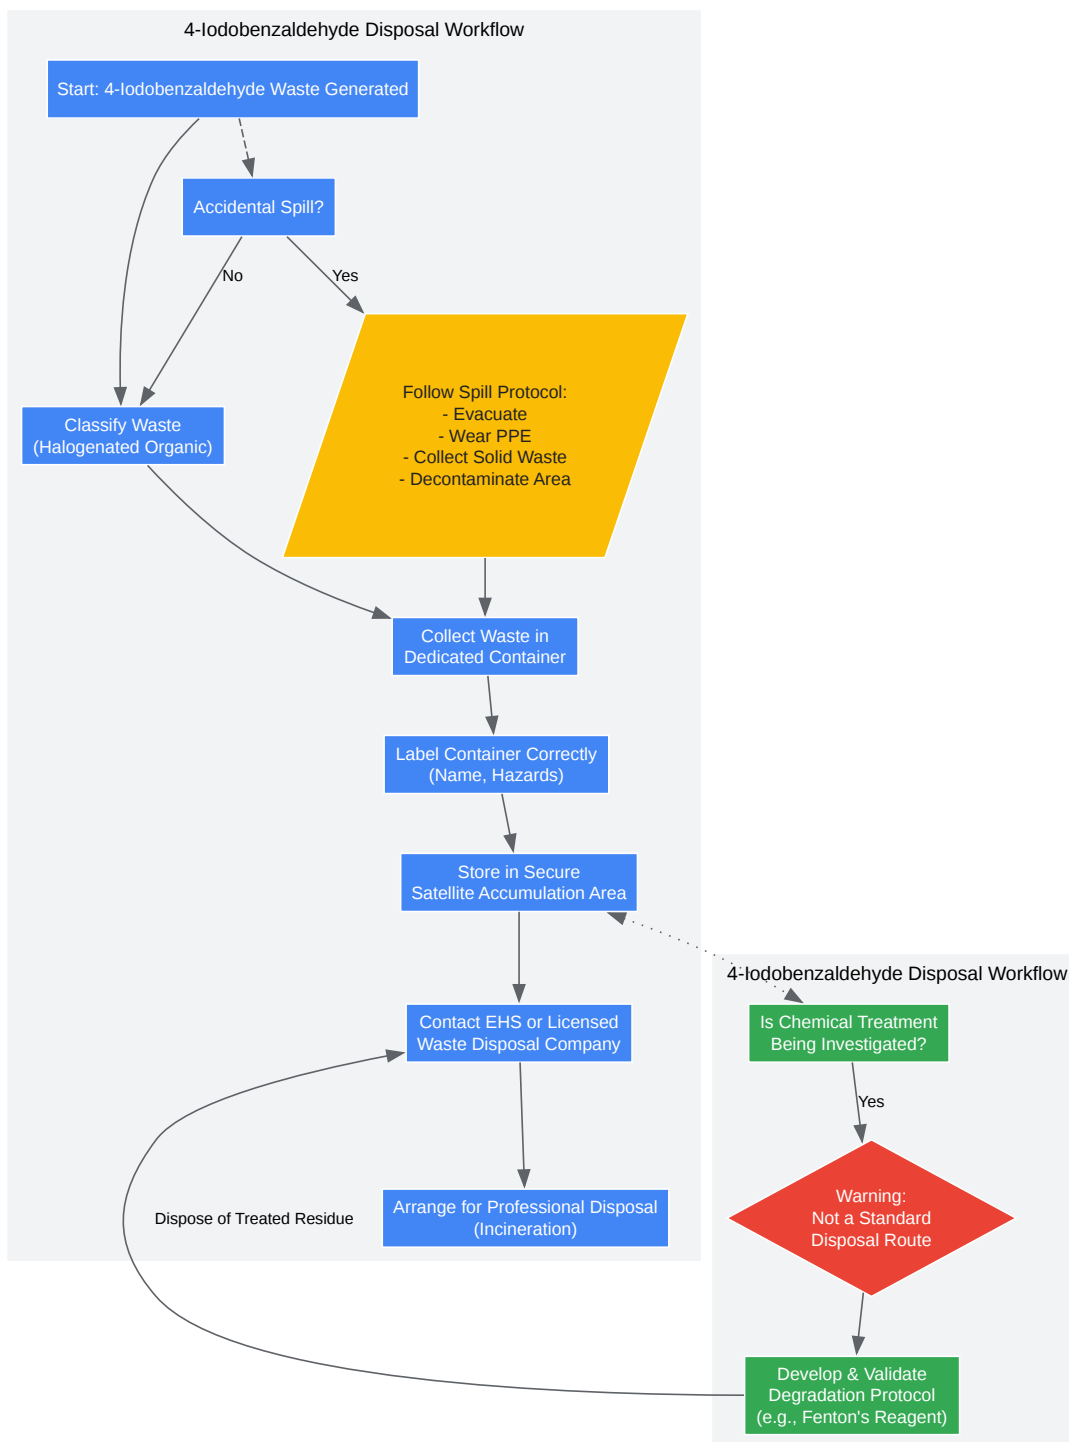 4-Iodobenzaldehyde Disposal Workflow
Start: 4-Iodobenzaldehyde Waste Generated
Accidental Spill?
No
Yes
Follow Spill Protocol:
- Evacuate
- Wear PPE
- Collect Solid Waste
- Decontaminate Area
Classify Waste
(Halogenated Organic)
Collect Waste in
Dedicated Container
Label Container Correctly
(Name, Hazards)
Store in Secure
Satellite Accumulation Area
Contact EHS or Licensed
Waste Disposal Company
Arrange for Professional Disposal
(Incineration)
Dispose of Treated Residue
4-Iodobenzaldehyde Disposal Workflow
Is Chemical Treatment
Being Investigated?
Yes
Warning:
Not a Standard
Disposal Route
Develop & Validate
Degradation Protocol
(e.g., Fenton's Reagent)